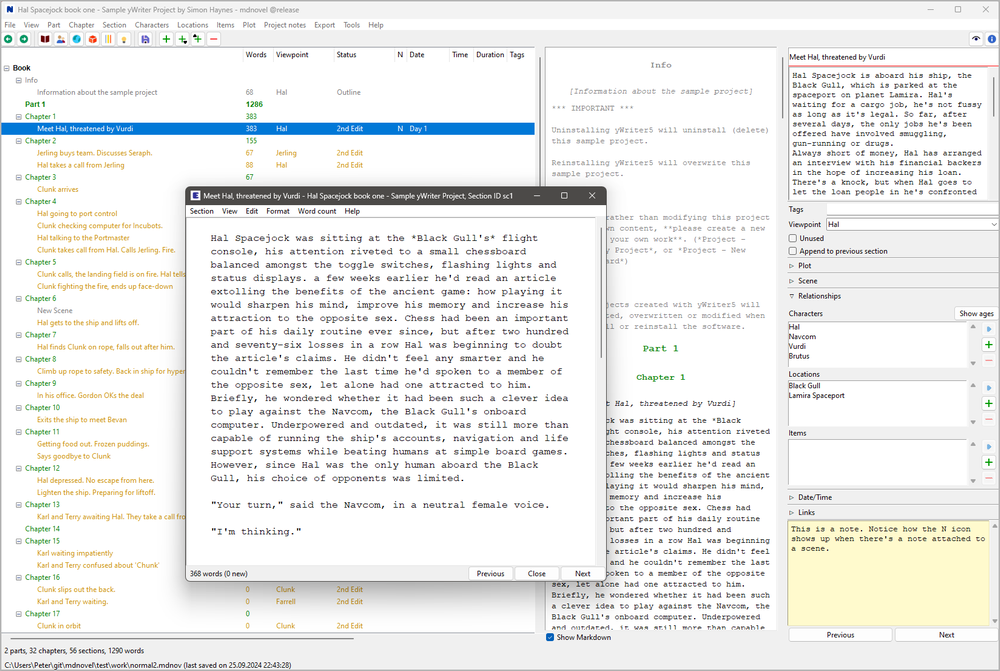 Hal Spacejock book one - Sample yWriter Project by Simon Haynes - mdnovel @release
File View Part Chapter Section Characters Locations Items Plot Project notes Export Tools Help
Words Viewpoint Status N Date Time Duration Tags
Book
Info
Information about the sample project 68 Hal Outline
Part 1 1286
Chapter 1 383
Meet Hal, threatened by Vurdi 383 Hal 2nd Edit N Day 1
Chapter 2 155
Jerling buys team. Discusses Seraph. 67 Jerling 2nd Edit
Hal takes a call from Jerling 88 Hal 2nd Edit
Chapter 3 67
Clunk arrives
Chapter 4
Hal going to port control
Clunk checking computer for Incubots.
Hal talking to the Portmaster
Clunk takes call from Hal. Calls Jerling. Fire.
Chapter 5
Clunk calls, the landing field is on fire. Hal tells
Clunk fighting the fire, ends up face-down
Chapter 6
New Scene
Hal gets to the ship and lifts off.
Chapter 7
Hal finds Clunk on rope, falls out after him.
Chapter 8
Climb up rope to safety. Back in ship for hyper
Chapter 9
In his office. Gordon OKs the deal
Chapter 10
Exits the ship to meet Bevan
Chapter 11
Getting food out. Frozen puddings.
Says goodbye to Clunk
Chapter 12
Hal depressed. No escape from here.
Lighten the ship. Preparing for liftoff.
Chapter 13
Karl and Terry awaiting Hal. They take a call fro
Chapter 14
Chapter 15
Karl waiting impatiently
Karl and Terry confused about 'Chunk'
Chapter 16
Clunk slips out the back. 0 Clunk 2nd Edit
Karl and Terry waiting. 0 Farrell 2nd Edit
Chapter 17 0
Clunk in orbit 0 Clunk 2nd Edit
2 parts, 32 chapters, 56 sections, 1290 words
C:\Users\Peter\git\mdnovel\test\work\normal2.mdnov (last saved on 25.09.2024 22:43:28)
Meet Hal, threatened by Vurdi - Hal Spacejock book one - Sample yWriter Project, Section ID sc1
Section View Edit Format Word count Help
Hal Spacejock was sitting at the *Black Gull's* flight
console, his attention riveted to a small chessboard
balanced amongst the toggle switches, flashing lights and
status displays. a few weeks earlier he'd read an article
extolling the benefits of the ancient game: how playing it
would sharpen his mind, improve his memory and increase his
attraction to the opposite sex. Chess had been an important
part of his daily routine ever since, but after two hundred
and seventy-six losses in a row Hal was beginning to doubt
the article's claims. He didn't feel any smarter and he
couldn't remember the last time he'd spoken to a member of
the opposite sex, let alone had one attracted to him.
Briefly, he wondered whether it had been such a clever idea
to play against the Navcom, the Black Gull's onboard
computer. Underpowered and outdated, it was still more than
capable of running the ship's accounts, navigation and life
support systems while beating humans at simple board games.
However, since Hal was the only human aboard the Black
Gull, his choice of opponents was limited.
"Your turn," said the Navcom, in a neutral female voice.
"I'm thinking."
368 words (0 new)
Previous Close Next
Info
[Information about the sample project]
*** IMPORTANT ***
Uninstalling yWriter5 will uninstall (delete)
this sample project.
Reinstalling yWriter5 will overwrite this
sample project.
rather than modifying this project
own content, **please create a new
your own work**. (*Project -
y Project*, or *Project - New
ard*)
jects created with yWriter5 will
ted, overwritten or modified when
ll or reinstall the software.
Part 1
Chapter 1
t Hal, threatened by Vurdi]
ck was sitting at the *Black
ght console, his attention riveted
chessboard balanced amongst the
ches, flashing lights and status
few weeks earlier he'd read an
olling the benefits of the ancient
laying it would sharpen his mind,
memory and increase his
to the opposite sex. Chess had
ortant part of his daily routine
but after two hundred and
losses in a row Hal was beginning
e article's claims. He didn't feel
and he couldn't remember the last
poken to a member of the opposite
sex, let alone had one attracted to him.
Briefly, he wondered whether it had been such
a clever idea to play against the Navcom, the
Black Gull's onboard computer. Underpowered
and outdated, it was still more than capable
Show Markdown
Meet Hal, threatened by Vurdi
Hal Spacejock is aboard his ship, the
Black Gull, which is parked at the
spaceport on planet Lamira. Hal's
waiting for a cargo job, he's not fussy
as long as it's legal. So far, after
several days, the only jobs he's been
offered have involved smuggling,
gun-running or drugs.
Always short of money, Hal has arranged
an interview with his financial backers
in the hope of increasing his loan.
There's a knock, but when Hal goes to
let the loan people in he's confronted
Tags
Viewpoint Hal
Unused
Append to previous section
Plot
Scene
Relationships
Characters Show ages
Hal
Navcom
Vurdi
Brutus
Locations
Black Gull
Lamira Spaceport
Items
Date/Time
Links
This is a note. Notice how the N icon
shows up when there's a note attached to
a scene.
Previous Next